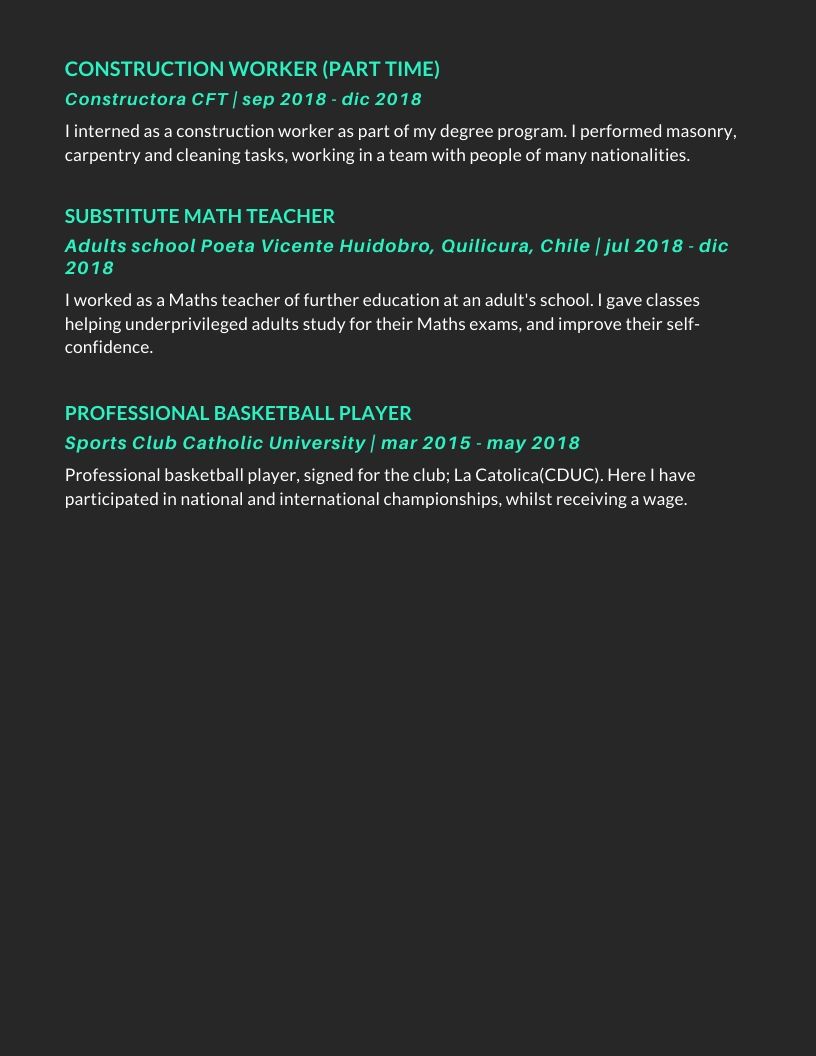 CONSTRUCTION WORKER (PART TIME)
Constructora CFT | sep 2018 - dic 2018
I interned as a construction worker as part of my degree program. I performed masonry,
carpentry and cleaning tasks, working in a team with people of many nationalities.
SUBSTITUTE MATH TEACHER
Adults school Poeta Vicente Huidobro, Quilicura, Chile | jul 2018 - dic
2018
I worked as a Maths teacher of further education at an adult's school. I gave classes
helping underprivileged adults study for their Maths exams, and improve their self-
confidence.
PROFESSIONAL BASKETBALL PLAYER
Sports Club Catholic University | mar 2015 - may 2018
Professional basketball player, signed for the club; La Catolica(CDUC). Here I have
participated in national and international championships, whilst receiving a wage.